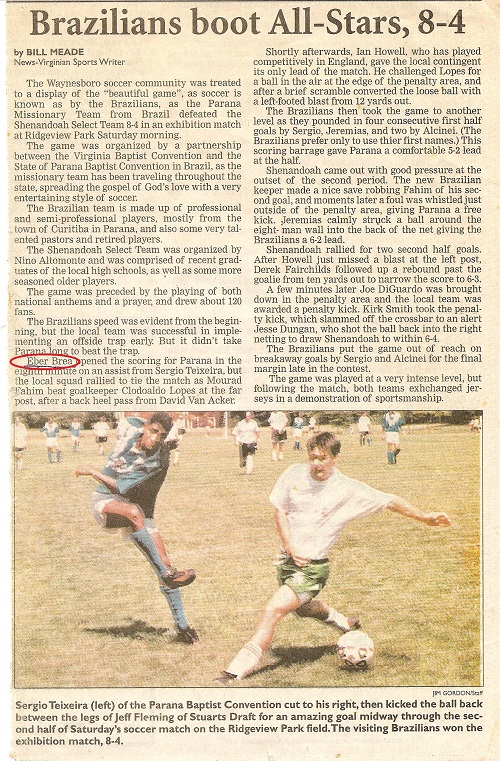 Brazilians boot All-Stars, 8-4
by BILL MEADE
News-Virginian Sports Writer
The Waynesboro soccer community was treated
to a display of the "beautiful game", as soccer is
known as by the Brazilians, as the Parana
Missionary Team from Brazil defeated the
Shenandoah Select Team 8-4 in an exhibition match
at Ridgeview Park Saturday morning.
The game was organized by a partnership
between the Virginia Baptist Convention and the
State of Parana Baptist Convention in Brazil, as the
missionary team has been traveling throughout the
state, spreading the gospel of God's love with a very
entertaining style of soccer.
The Brazilian team is made up of professional
and semi-professional players, mostly from the
town of Curitiba in Parana, and also some very tal-
ented pastors and retired players.
The Shenandoah Select Team was organized by
Nino Altomonte and was comprised of recent grad-
uates of the local high schools, as well as some more
seasoned older players.
The game was preceded by the playing of both
national anthems and a prayer, and drew about 120
fans.
The Brazilians speed was evident from the begin-
ning, but the local team was successful in imple-
menting an offside trap early. But it didn't take
Parana long to beat the trap.
Eber Brea opened the scoring for Parana in the
eighth minute on an assist from Sergio Teixeira, but
the local squad rallied to tie the match as Mourad
Fahim beat goalkeeper Clodoaldo Lopes at the far
post, after a back heel pass from David Van Acker.
Shortly afterwards, Ian Howell, who has played
competitively in England, gave the local contingent
its only lead of the match. He challenged Lopes for
a ball in the air at the edge of the penalty area, and
after a brief scramble converted the loose ball with
a left-footed blast from 12 yards out.
The Brazilians then took the game to another
level as they pounded in four consecutive first half
goals by Sergio, Jeremias, and two by Alcinei. (The
Brazilians prefer only to use thier first names.) This
scoring barrage gave Parana a comfortable 5-2 lead
at the half.
Shenandoah came out with good pressure at the
outset of the second period. The new Brazilian
keeper made a nice save robbing Fahim of his sec-
ond goal, and moments later a foul was whistled just
outside of the penalty area, giving Parana a free
kick. Jeremias calmly struck a ball around the
eight- man wall into the back of the net giving the
Brazilians a 6-2 lead.
Shenandoah rallied for two second half goals.
After Howell just missed a blast at the left post,
Derek Fairchilds followed up a rebound past the
goalie from ten yards out to narrow the score to 6-3.
A few minutes later Joe DiGuardo was brought
down in the penalty area and the local team was
awarded a penalty kick. Kirk Smith took the penal-
ty kick, which slammed off the crossbar to an alert
Jesse Dungan, who shot the ball back into the right
netting to draw Shenandoah to within 6-4.
The Brazilians put the game out of reach on
breakaway goals by Sergio and Alcinei for the final
margin late in the contest.
The game was played at a very intense level, but
following the match, both teams exhchanged jer-
seys in a demonstration of sportsmanship.
JIM GORDON/Staff
Sergio Teixeira (left) of the Parana Baptist Convention cut to his right, then kicked the ball back
between the legs of Jeff Fleming of Stuarts Draft for an amazing goal midway through the sec-
ond half of Saturday's soccer match on the Ridgeview Park field. The visiting Brazilians won the
exhibition match, 8-4.